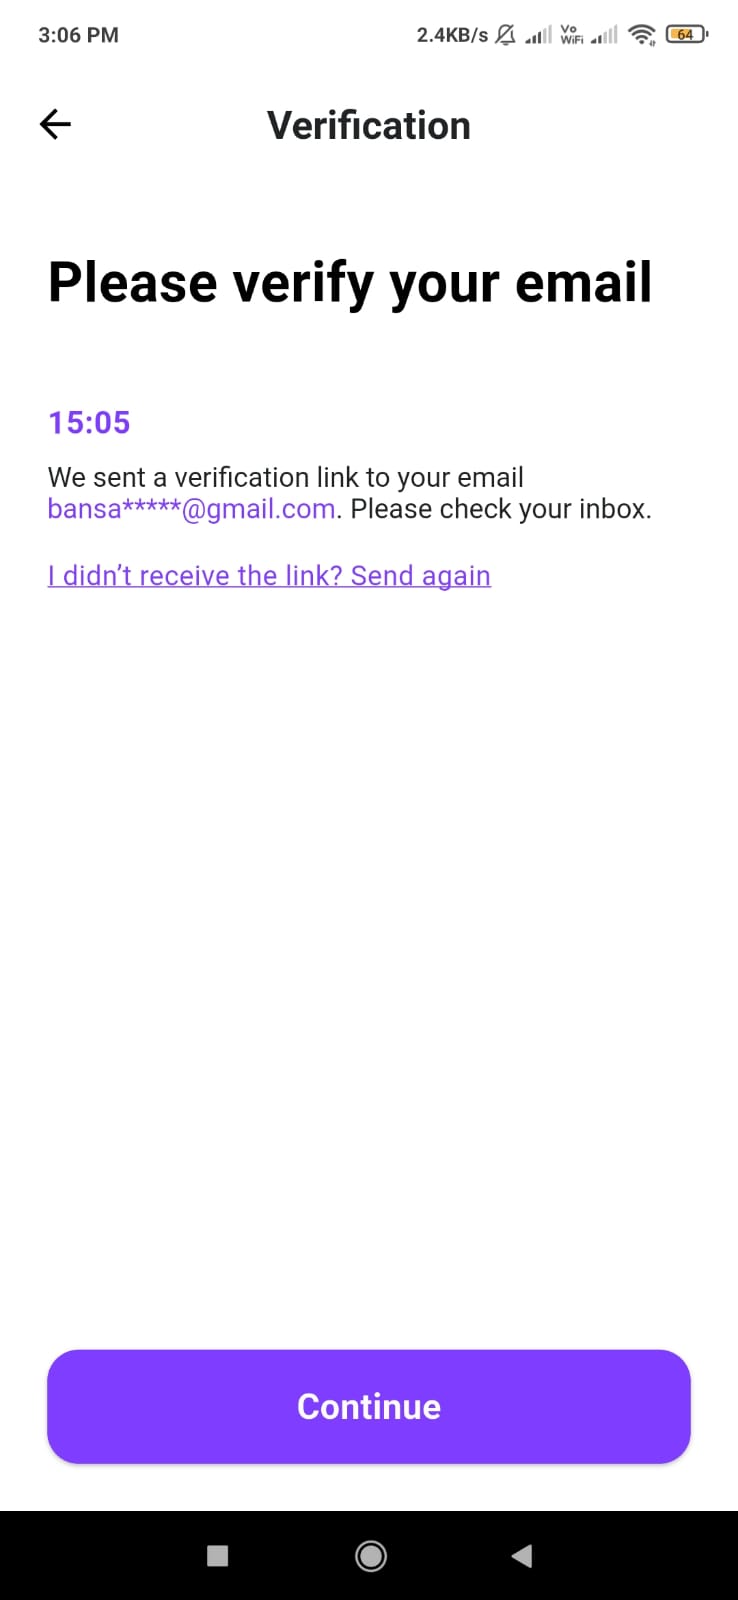 3:06 PM 2.4KB/s Vo WiFi 64
Verification
Please verify your email
15:05
We sent a verification link to your email
bansa*****@gmail.com. Please check your inbox.
I didn’t receive the link? Send again
Continue